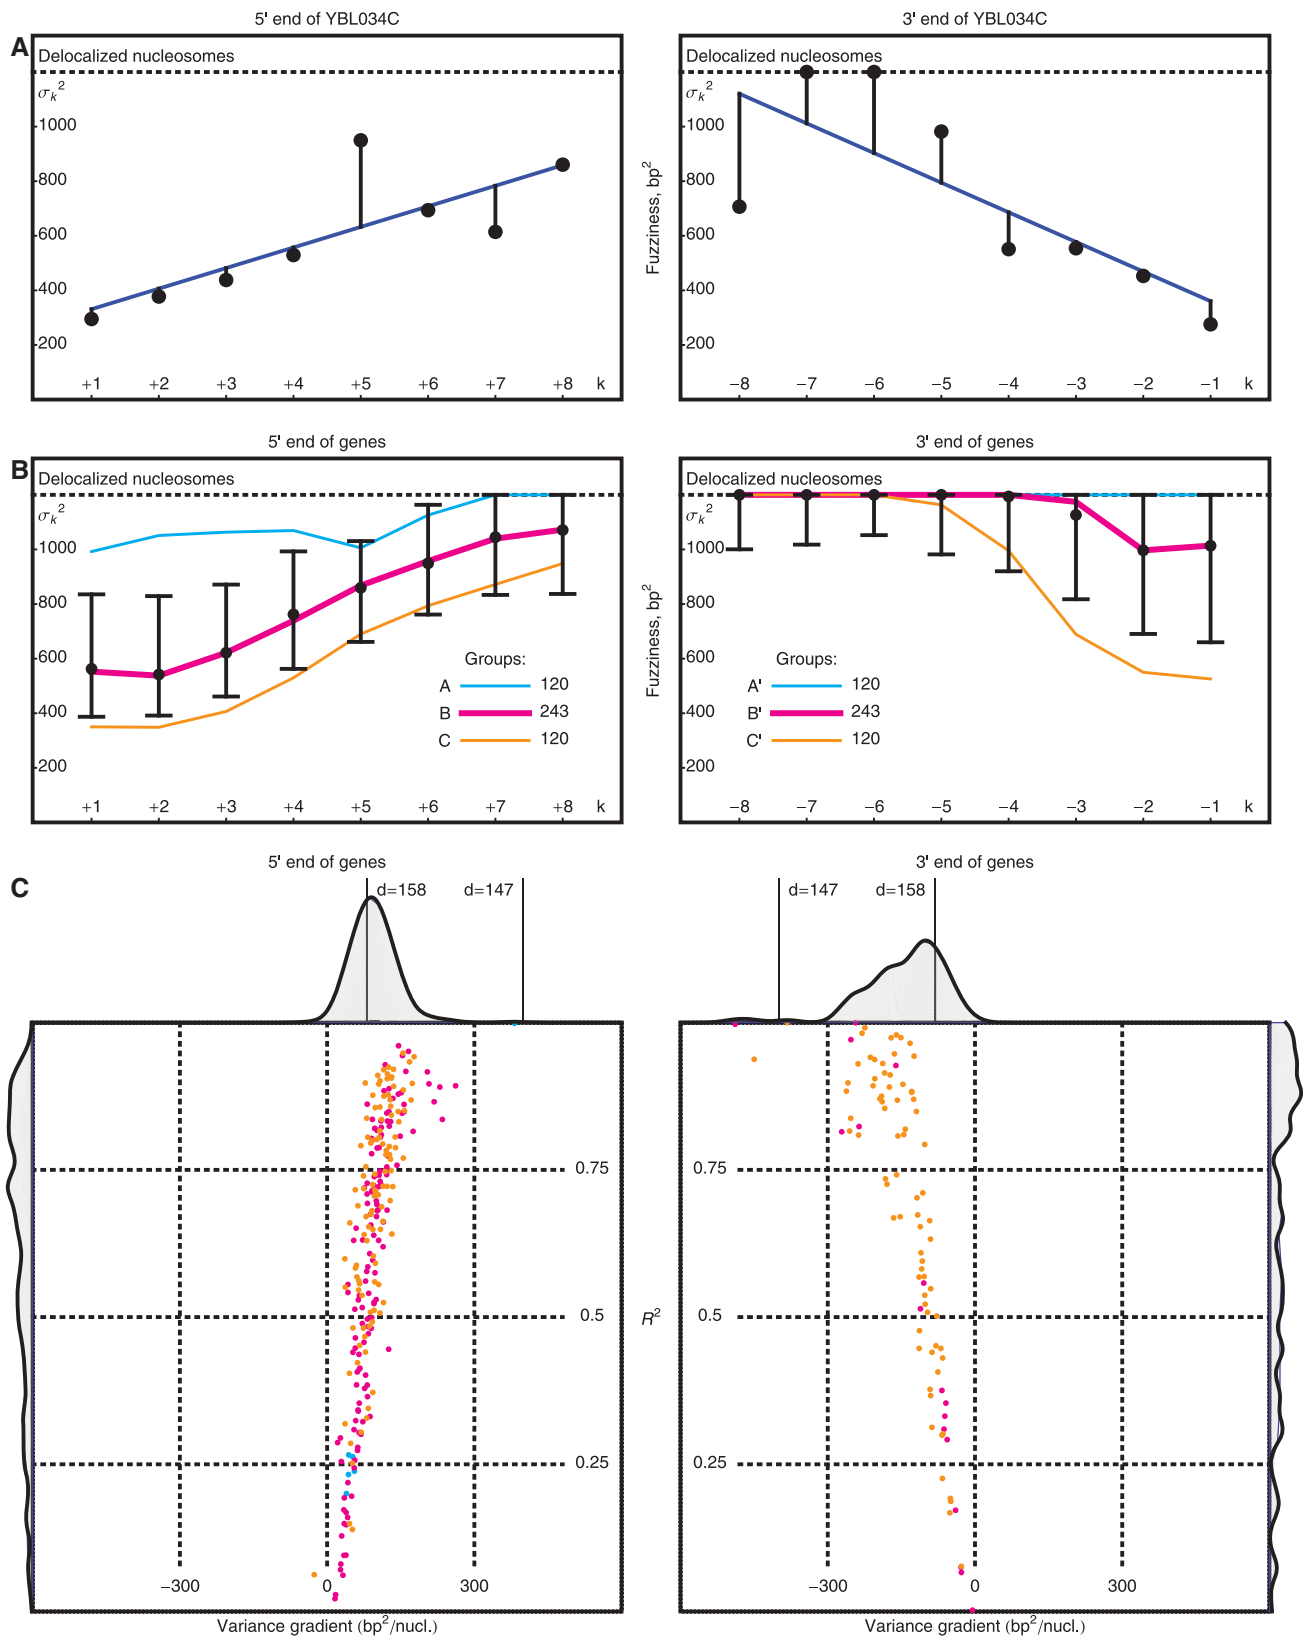 5' end of YBL034C
3' end of YBL034C
A
Delocalized nucleosomes
σk²
1000
800
600
400
200
+1 +2 +3 +4 +5 +6 +7 +8 k
Fuzziness, bp²
Delocalized nucleosomes
σk²
1000
800
600
400
200
−8 −7 −6 −5 −4 −3 −2 −1 k
5' end of genes
3' end of genes
B
Delocalized nucleosomes
σk²
1000
800
600
400
200
Groups:
A 120
B 243
C 120
+1 +2 +3 +4 +5 +6 +7 +8 k
Fuzziness, bp²
Delocalized nucleosomes
σk²
1000
800
600
400
200
Groups:
A' 120
B' 243
C' 120
−8 −7 −6 −5 −4 −3 −2 −1 k
5' end of genes
3' end of genes
C
d=158 d=147
d=147 d=158
0.75
0.5
0.25
R²
0.75
0.5
0.25
−300 0 300
−300 0 300
Variance gradient (bp²/nucl.)
Variance gradient (bp²/nucl.)